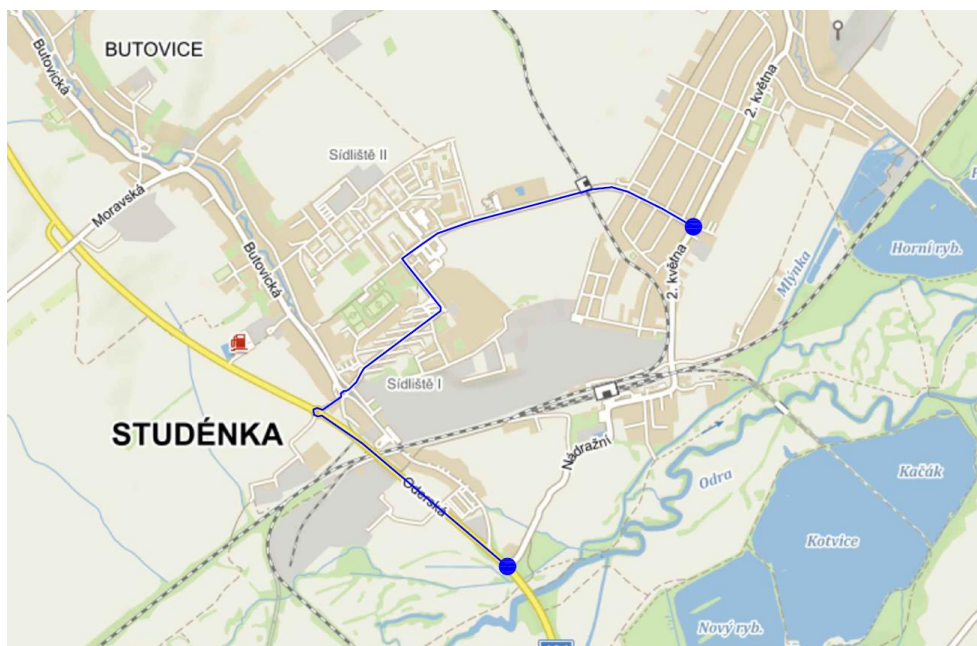 BUTOVICE
Butovická
2. května
Sídliště II
Moravská
Butovická
Horní ryb.
Mlýnka
2. května
Sídliště I
STUDÉNKA
Nádražní
Kačák
Odra
Oderská
Kotvice
Nový ryb.